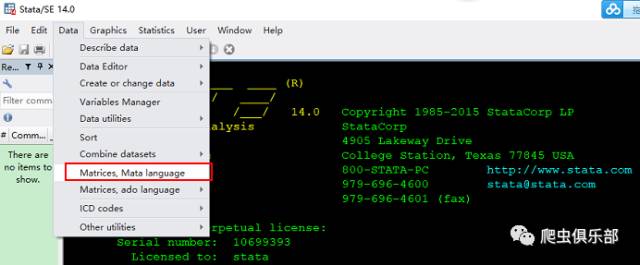 Stata/SE 14.0
File Edit Data Graphics Statistics User Window Help
Re...
Describe data
Data Editor
Filter comm
Create or change data
Variables Manager
Data utilities
# Comm...
Sort
There are
no items to
show.
Combine datasets
Matrices, Mata language
Matrices, ado language
ICD codes
Other utilities
(R)
14.0 Copyright 1985-2015 StataCorp LP
alysis StataCorp
4905 Lakeway Drive
College Station, Texas 77845 USA
800-STATA-PC http://www.stata.com
979-696-4600 stata@stata.com
979-696-4601 (fax)
rpetual license:
Serial number: 10699393
Licensed to: stata
爬虫俱乐部